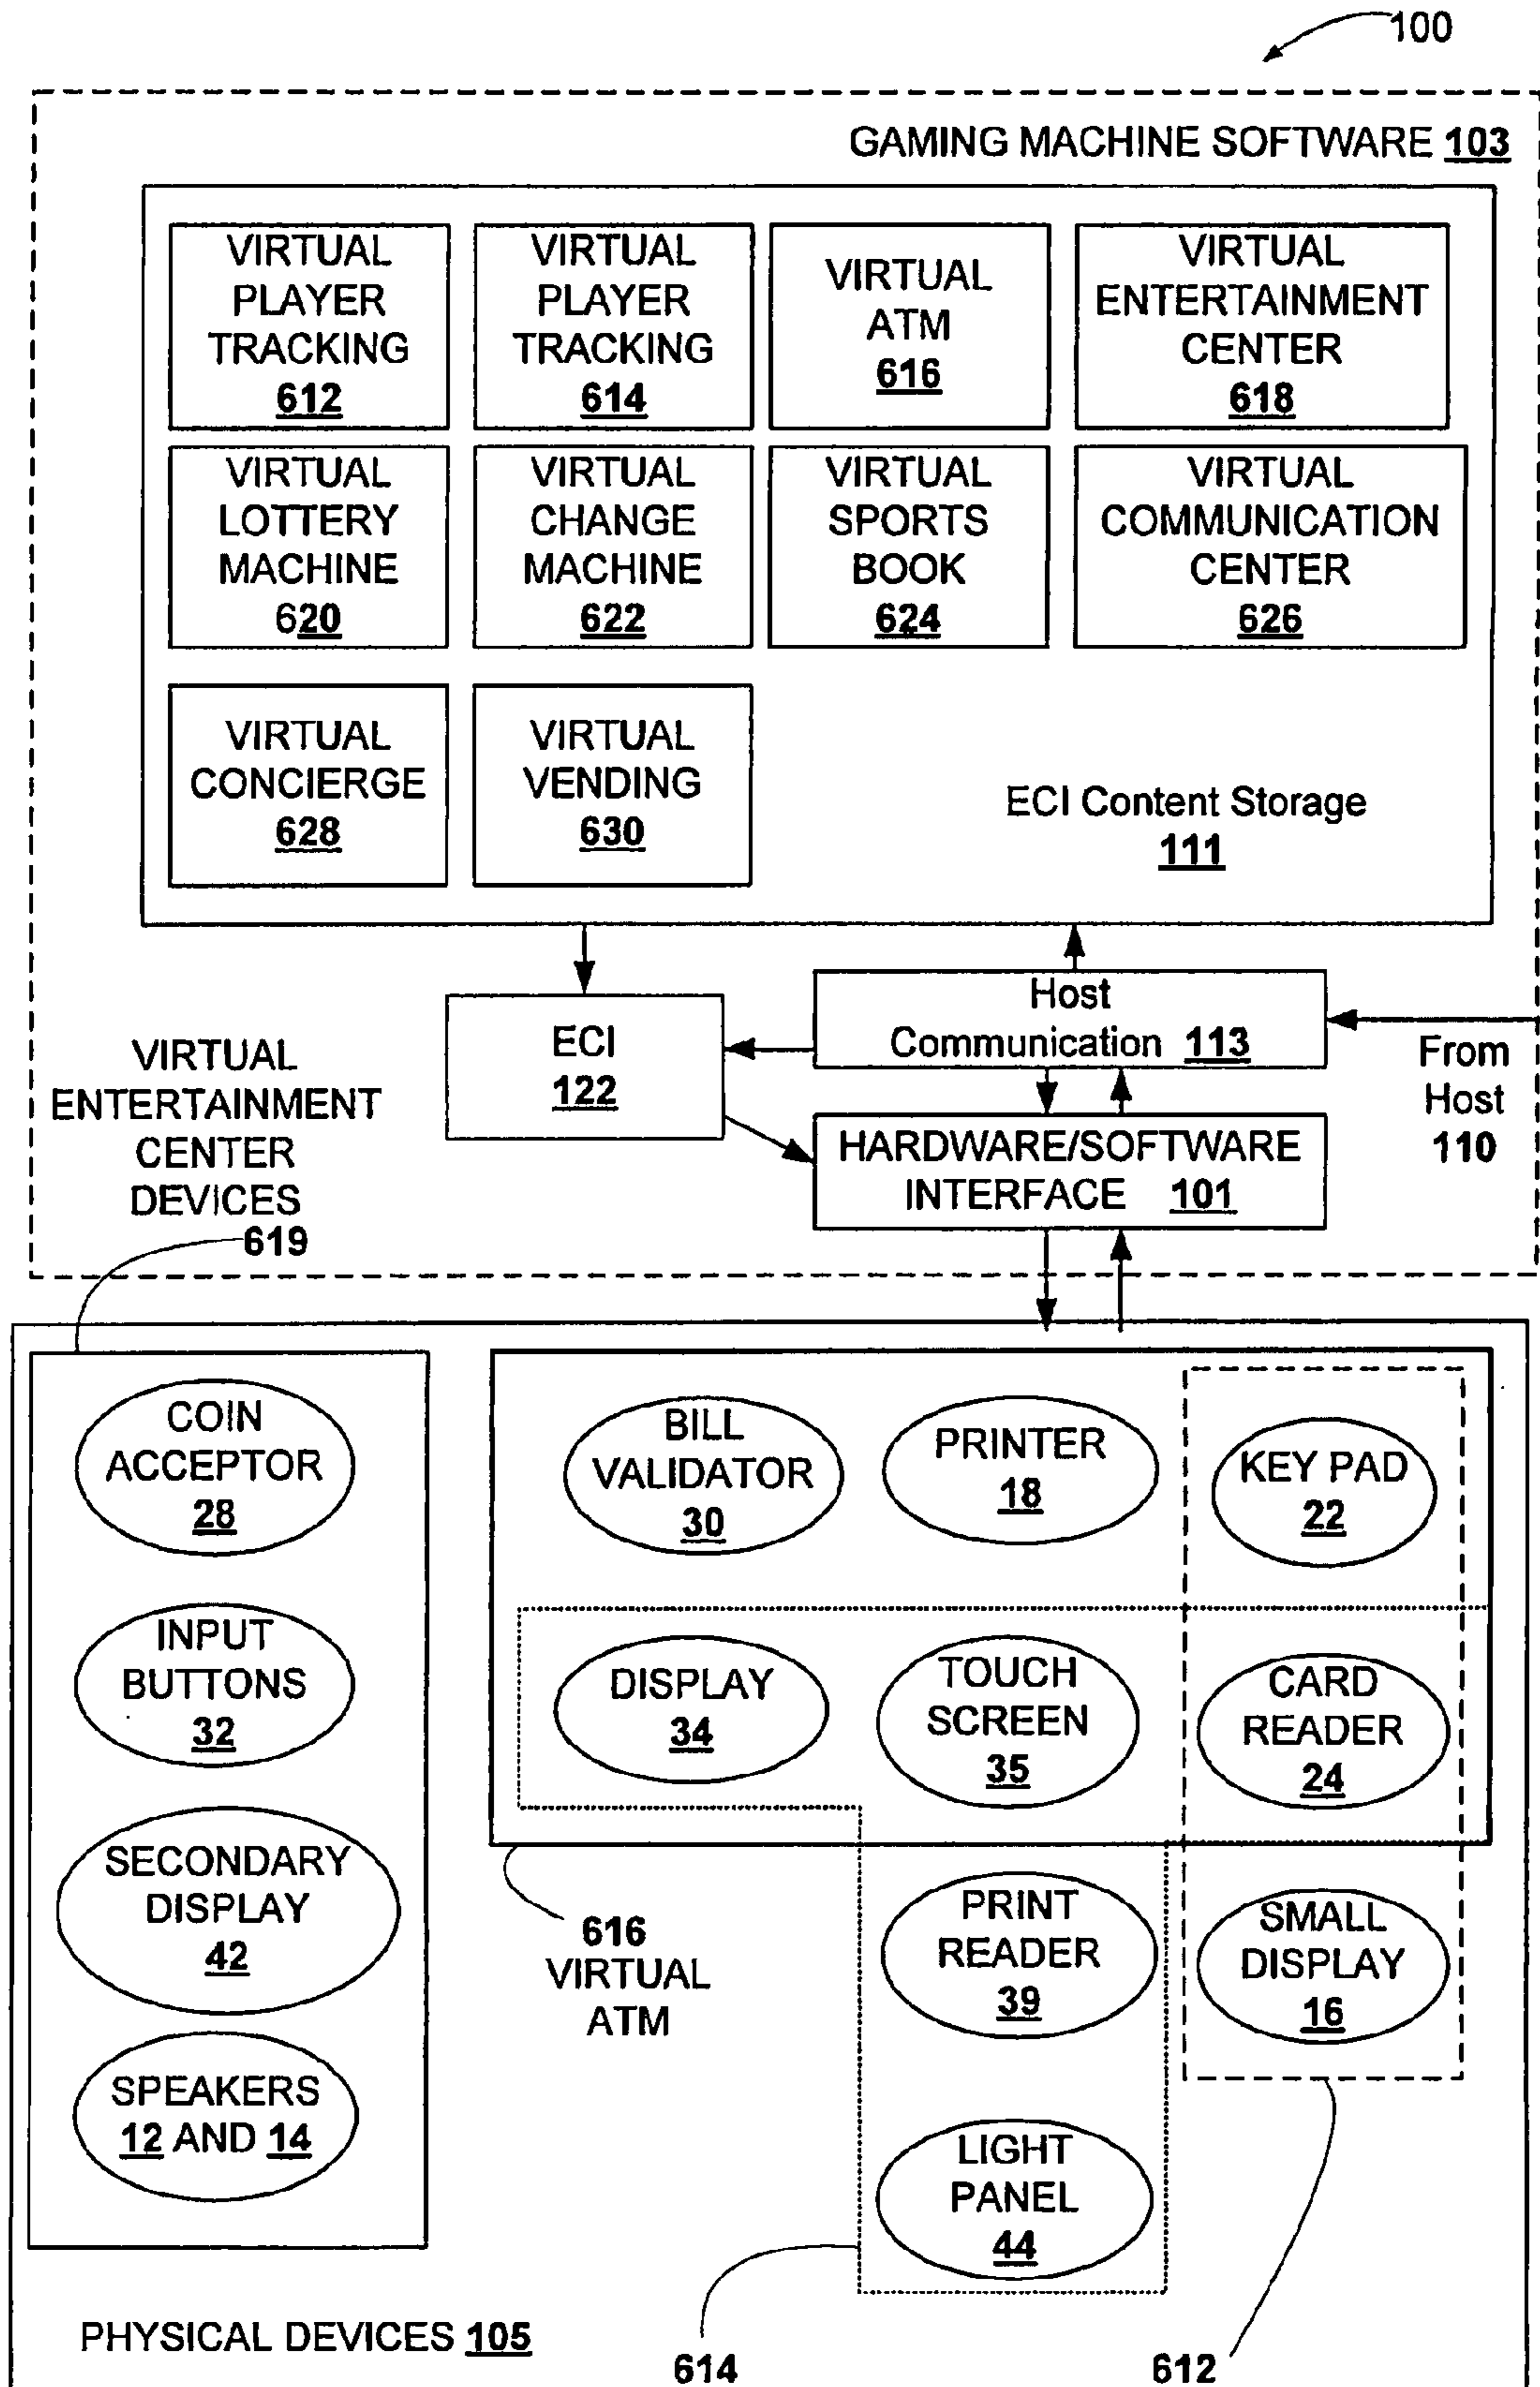 100
GAMING MACHINE SOFTWARE 103
VIRTUAL
PLAYER
TRACKING
612
VIRTUAL
PLAYER
TRACKING
614
VIRTUAL
ATM
616
VIRTUAL
ENTERTAINMENT
CENTER
618
VIRTUAL
LOTTERY
MACHINE
620
VIRTUAL
CHANGE
MACHINE
622
VIRTUAL
SPORTS
BOOK
624
VIRTUAL
COMMUNICATION
CENTER
626
VIRTUAL
CONCIERGE
628
VIRTUAL
VENDING
630
ECI Content Storage
111
ECI
122
Host
Communication 113
From
Host
110
HARDWARE/SOFTWARE
INTERFACE 101
VIRTUAL
ENTERTAINMENT
CENTER
DEVICES
619
COIN
ACCEPTOR
28
INPUT
BUTTONS
32
SECONDARY
DISPLAY
42
SPEAKERS
12 AND 14
BILL
VALIDATOR
30
PRINTER
18
KEY PAD
22
DISPLAY
34
TOUCH
SCREEN
35
CARD
READER
24
616
VIRTUAL
ATM
PRINT
READER
39
SMALL
DISPLAY
16
LIGHT
PANEL
44
PHYSICAL DEVICES 105
614
612